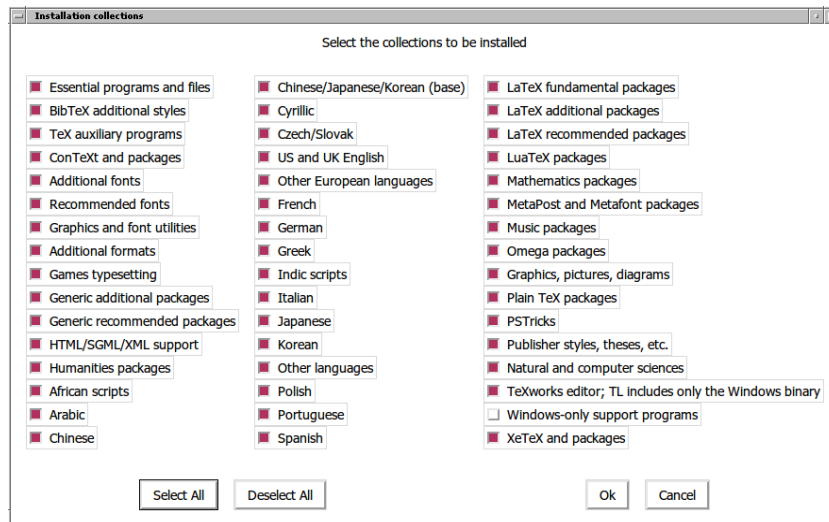 Installation collections
Select the collections to be installed
Essential programs and files
BibTeX additional styles
TeX auxiliary programs
ConTeXt and packages
Additional fonts
Recommended fonts
Graphics and font utilities
Additional formats
Games typesetting
Generic additional packages
Generic recommended packages
HTML/SGML/XML support
Humanities packages
African scripts
Arabic
Chinese
Chinese/Japanese/Korean (base)
Cyrillic
Czech/Slovak
US and UK English
Other European languages
French
German
Greek
Indic scripts
Italian
Japanese
Korean
Other languages
Polish
Portuguese
Spanish
LaTeX fundamental packages
LaTeX additional packages
LaTeX recommended packages
LuaTeX packages
Mathematics packages
MetaPost and Metafont packages
Music packages
Omega packages
Graphics, pictures, diagrams
Plain TeX packages
PSTricks
Publisher styles, theses, etc.
Natural and computer sciences
TeXworks editor; TL includes only the Windows binary
Windows-only support programs
XeTeX and packages
Select All
Deselect All
Ok
Cancel